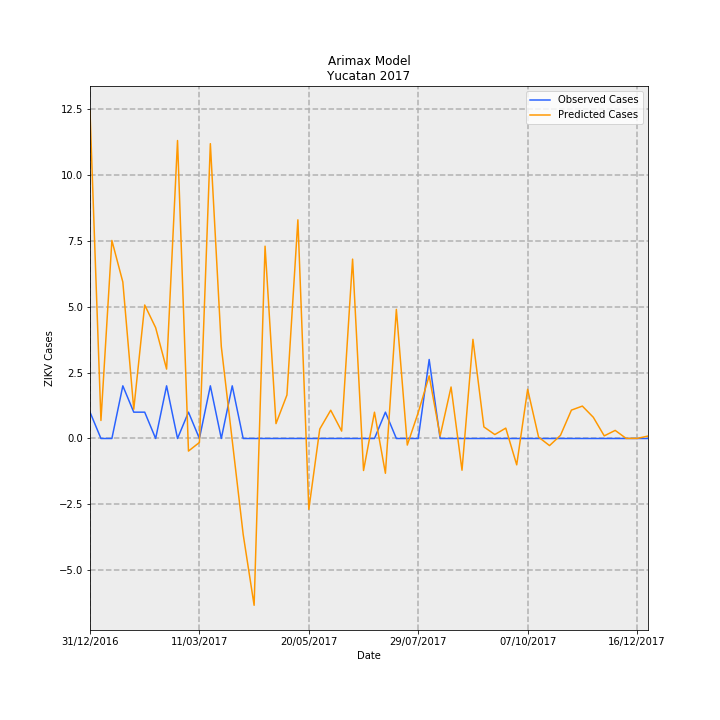 Arimax Model
Yucatan 2017
Observed Cases
Predicted Cases
12.5
10.0
7.5
5.0
2.5
0.0
−2.5
−5.0
ZIKV Cases
31/12/2016
11/03/2017
20/05/2017
29/07/2017
07/10/2017
16/12/2017
Date